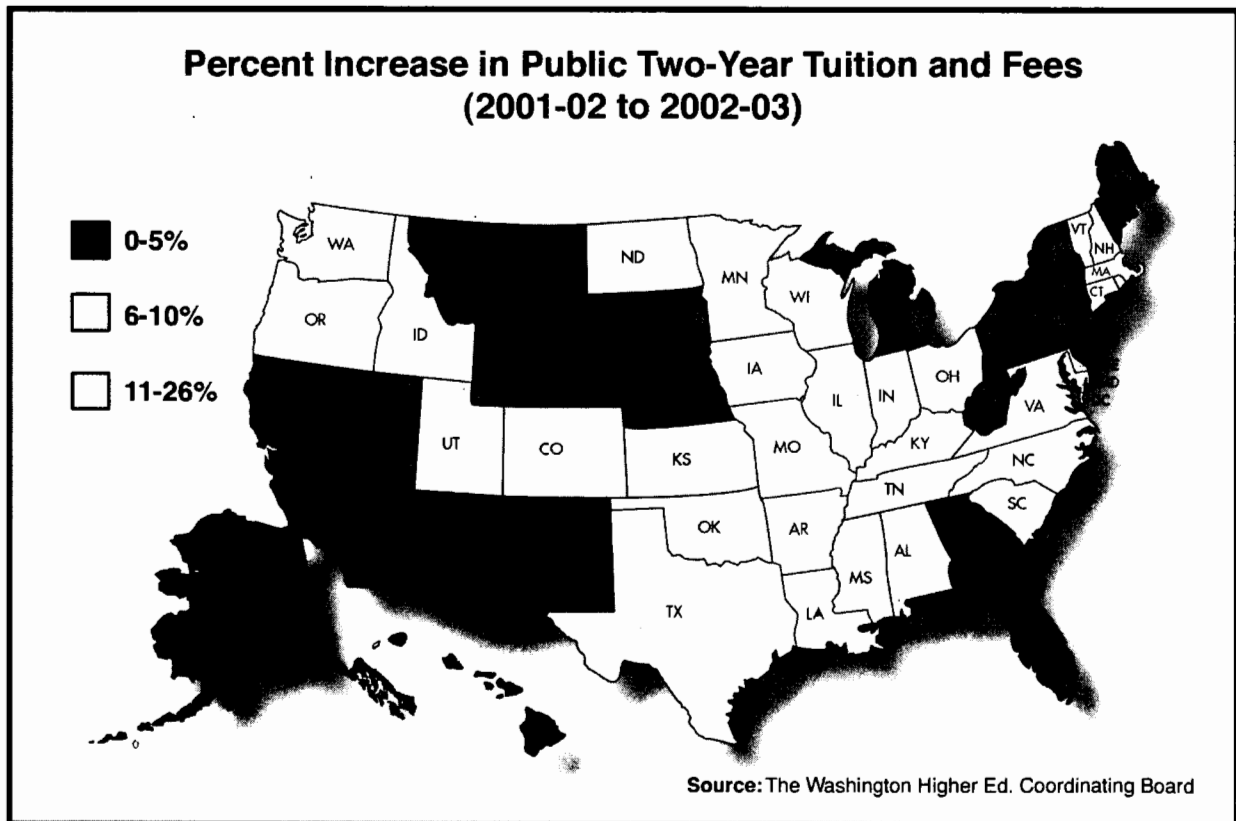 Percent Increase in Public Two-Year Tuition and Fees
(2001-02 to 2002-03)
0-5%
6-10%
11-26%
WA
OR
ID
UT
CO
ND
KS
OK
TX
MN
IA
MO
AR
LA
WI
IL
MS
IN
KY
TN
AL
OH
VA
NC
SC
VT
NH
MA
CT
Source: The Washington Higher Ed. Coordinating Board